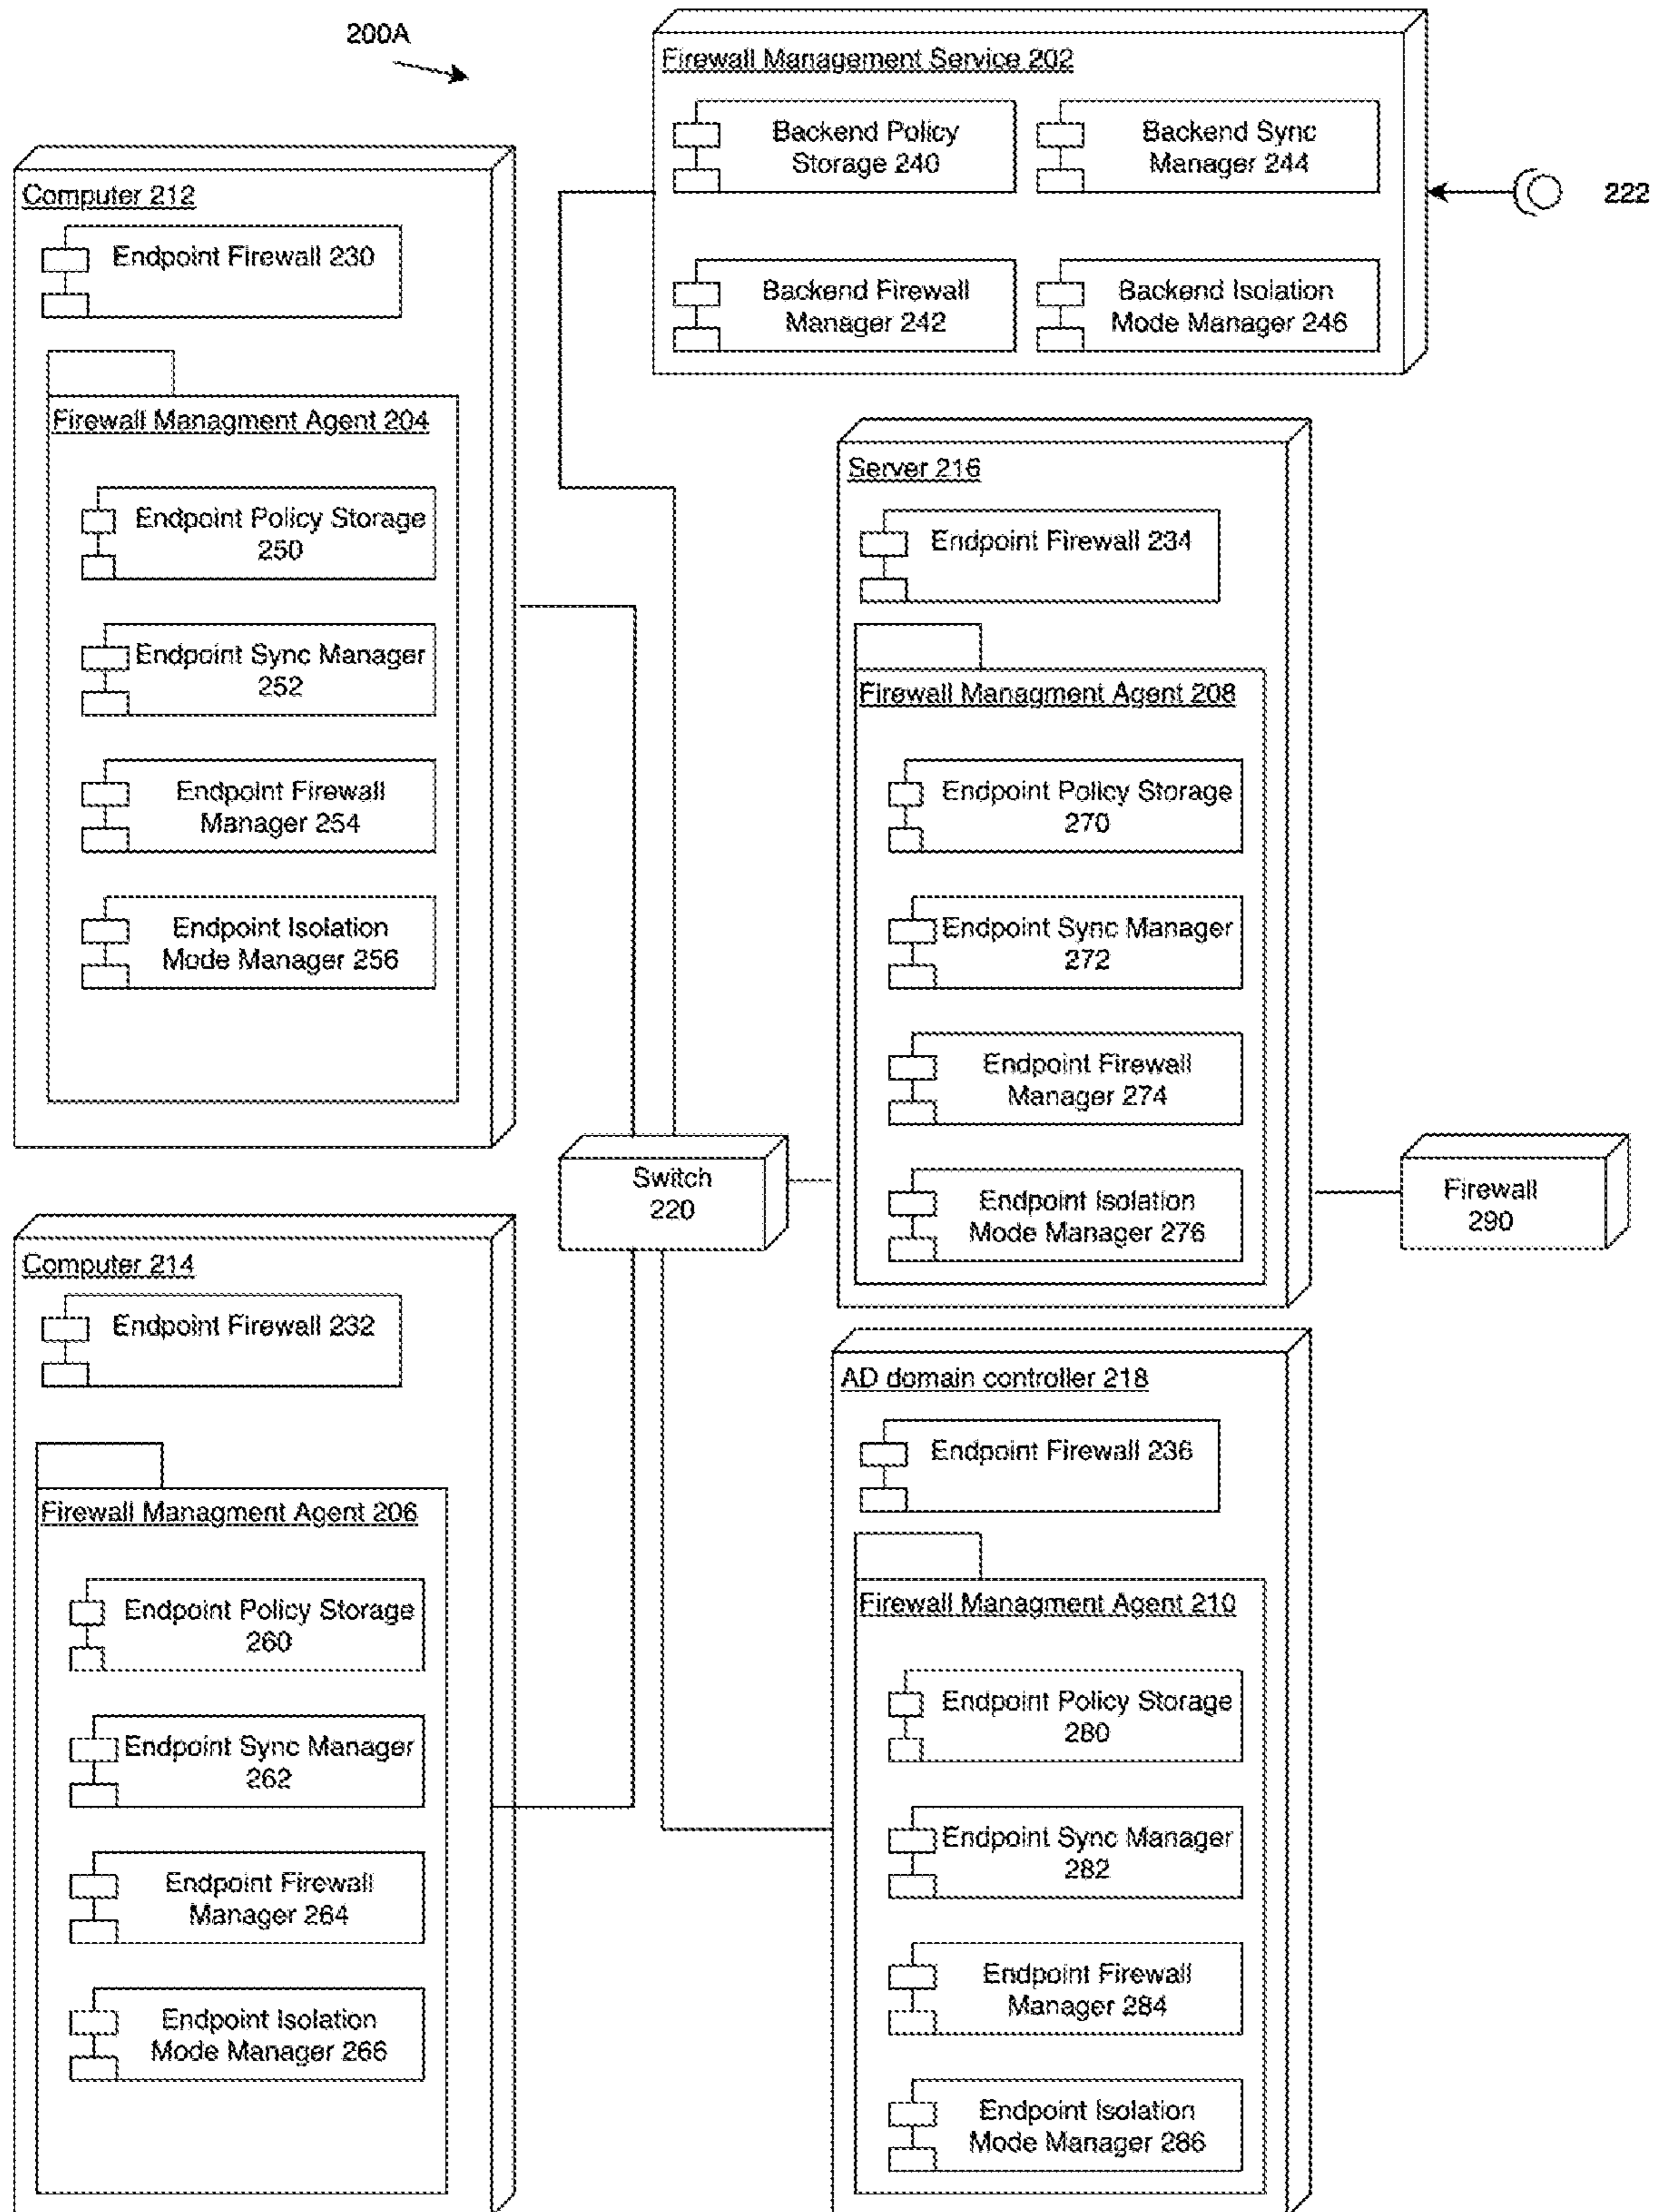 200A
Firewall Management Service 202
Backend Policy
Storage 240
Backend Sync
Manager 244
Backend Firewall
Manager 242
Backend Isolation
Mode Manager 246
222
Computer 212
Endpoint Firewall 230
Firewall Managment Agent 204
Endpoint Policy Storage
250
Endpoint Sync Manager
252
Endpoint Firewall
Manager 254
Endpoint Isolation
Mode Manager 256
Server 216
Endpoint Firewall 234
Firewall Managment Agent 208
Endpoint Policy Storage
270
Endpoint Sync Manager
272
Endpoint Firewall
Manager 274
Endpoint Isolation
Mode Manager 276
Switch
220
Firewall
290
Computer 214
Endpoint Firewall 232
Firewall Managment Agent 206
Endpoint Policy Storage
260
Endpoint Sync Manager
262
Endpoint Firewall
Manager 264
Endpoint Isolation
Mode Manager 266
AD domain controller 218
Endpoint Firewall 236
Firewall Managment Agent 210
Endpoint Policy Storage
280
Endpoint Sync Manager
282
Endpoint Firewall
Manager 284
Endpoint Isolation
Mode Manager 286